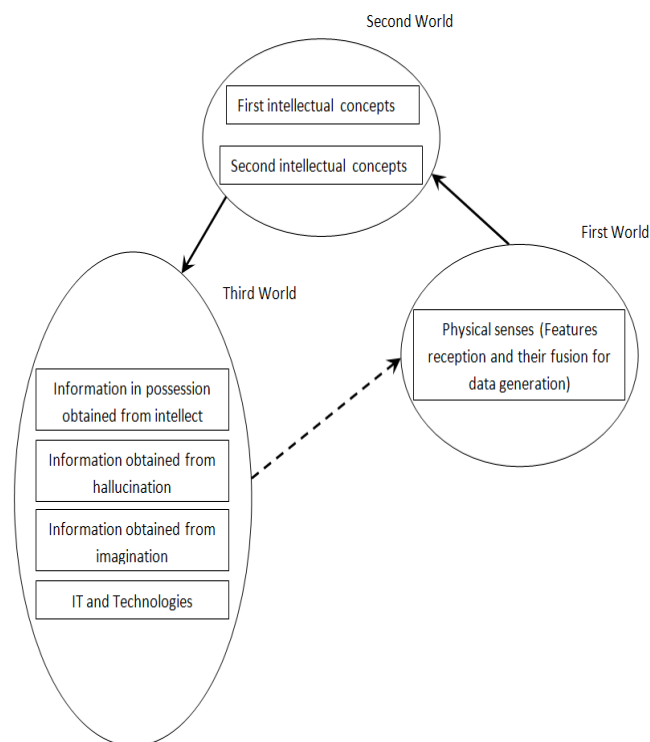 Second World
First intellectual concepts
Second intellectual concepts
First World
Physical senses (Features
reception and their fusion for
data generation)
Third World
Information in possession
obtained from intellect
Information obtained from
hallucination
Information obtained from
imagination
IT and Technologies